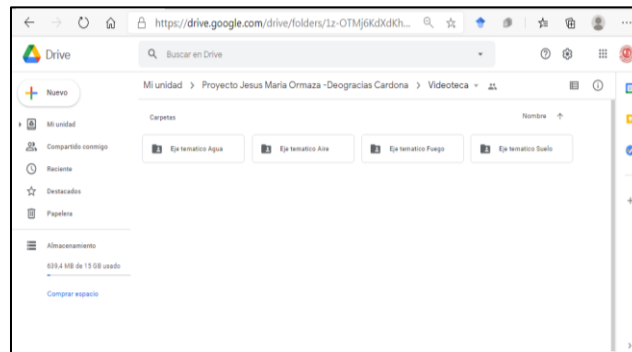 https://drive.google.com/drive/folders/1z-OTMj6KdXdKh...
Drive
Buscar en Drive
Nuevo
Mi unidad > Proyecto Jesus Maria Ormaza -Deogracias Cardona > Videoteca
Carpetas
Nombre
Mi unidad
Compartido conmigo
Reciente
Destacados
Papelera
Almacenamiento
639,4 MB de 15 GB usado
Comprar espacio
Eje tematico Agua
Eje tematico Aire
Eje tematico Fuego
Eje tematico Suelo